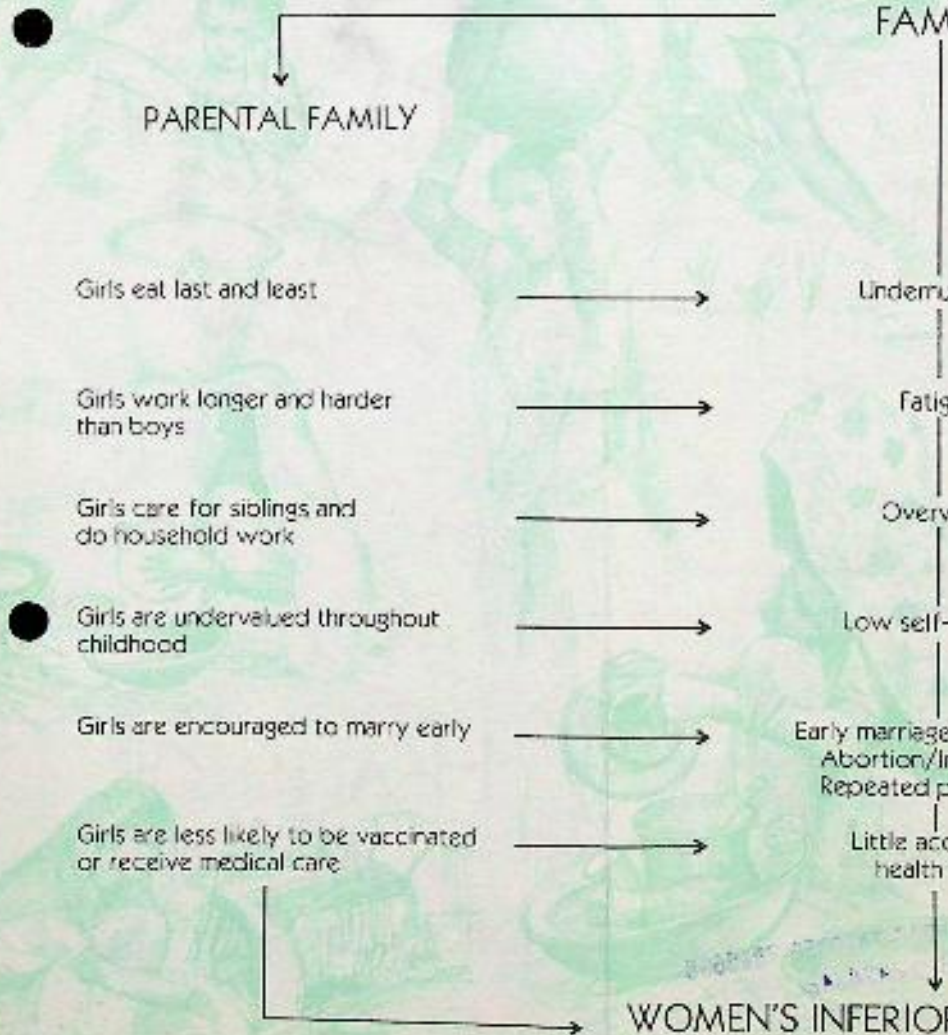 FAM
PARENTAL FAMILY
Girls eat last and least
Undernu
Girls work longer and harder
than boys
Fatig
Girls care for siblings and
do household work
Overw
Girls are undervalued throughout
childhood
Low self-
Girls are encouraged to marry early
Early marriage
Abortion/I
Repeated p
Girls are less likely to be vaccinated
or receive medical care
Little acc
health
WOMEN'S INFERIO